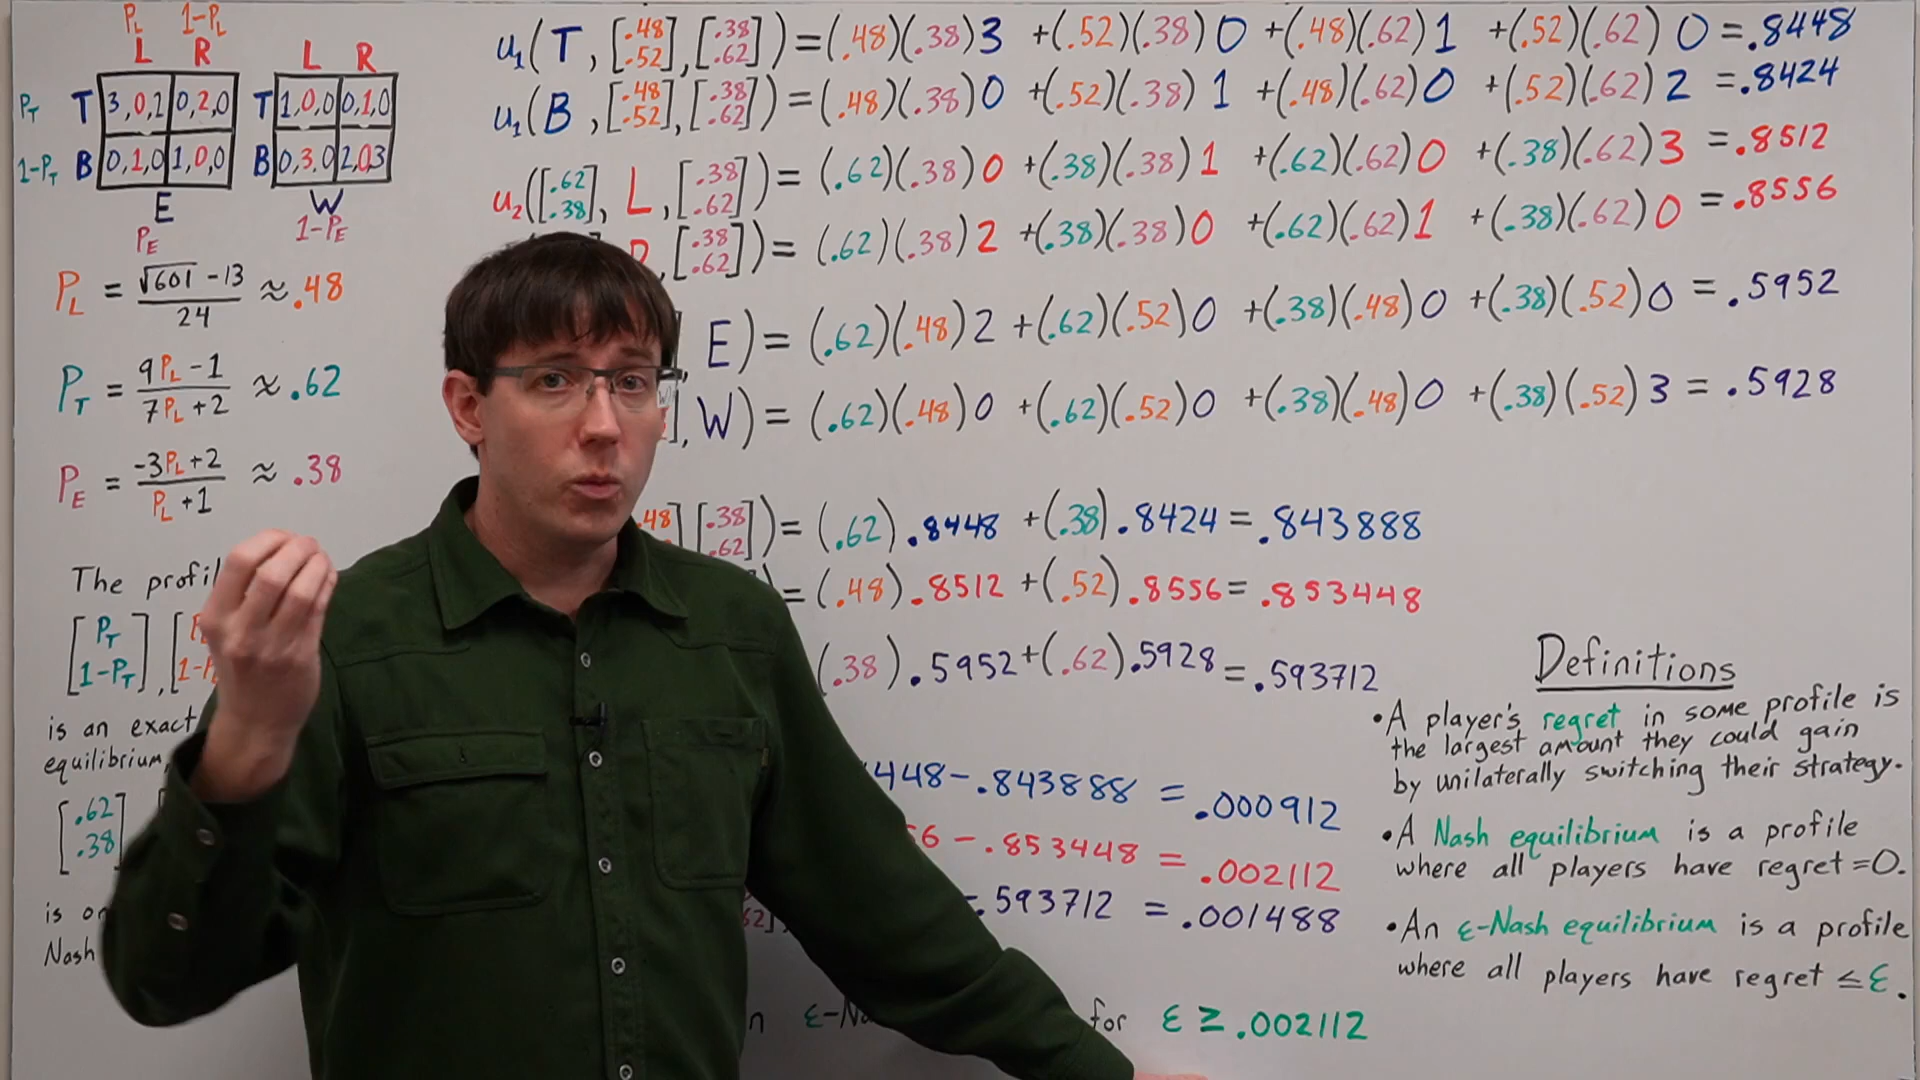 P_L 1-P_L
L R L R
P_T T 3,0,2 0,2,0 T 1,0,0 0,1,0
1-P_T B 0,1,0 1,0,0 B 0,3,0 2,0,3
E W
P_E 1-P_E
P_L = √601 -13 / 24 ≈ .48
P_T = 9P_L -1 / 7P_L +2 ≈ .62
P_E = -3P_L +2 / P_L +1 ≈ .38
The
[P_T 1-P_T],
is an exact
equilibrium,
[.62 .38]
is
Nash
u₁(T, [.48 .52], [.38 .62]) = (.48)(.38)3 +(.52)(.38)0 +(.48)(.62)1 +(.52)(.62)0 = .8448
u₁(B, [.48 .52], [.38 .62]) = (.48)(.38)0 +(.52)(.38)1 +(.48)(.62)0 +(.52)(.62)2 = .8424
u₂([.62 .38], L, [.38 .62]) = (.62)(.38)0 +(.38)(.38)1 +(.62)(.62)0 +(.38)(.62)3 = .8512
, [.38 .62]) = (.62)(.38)2 +(.38)(.38)0 +(.62)(.62)1 +(.38)(.62)0 = .8556
, E) = (.62)(.48)2 +(.62)(.52)0 +(.38)(.48)0 +(.38)(.52)0 = .5952
], W) = (.62)(.48)0 +(.62)(.52)0 +(.38)(.48)0 +(.38)(.52)3 = .5928
.48] [.38 .62]) = (.62).8448 +(.38).8424 = .843888
) = (.48).8512 +(.52).8556 = .853448
(.38).5952 +(.62).5928 = .593712
448 - .843888 = .000912
6 - .853448 = .002112
- .593712 = .001488
ε-N for ε ≥ .002112
Definitions
•A player's regret in some profile is
the largest amount they could gain
by unilaterally switching their strategy.
•A Nash equilibrium is a profile
where all players have regret =0.
•An ε-Nash equilibrium is a profile
where all players have regret ≤ε.